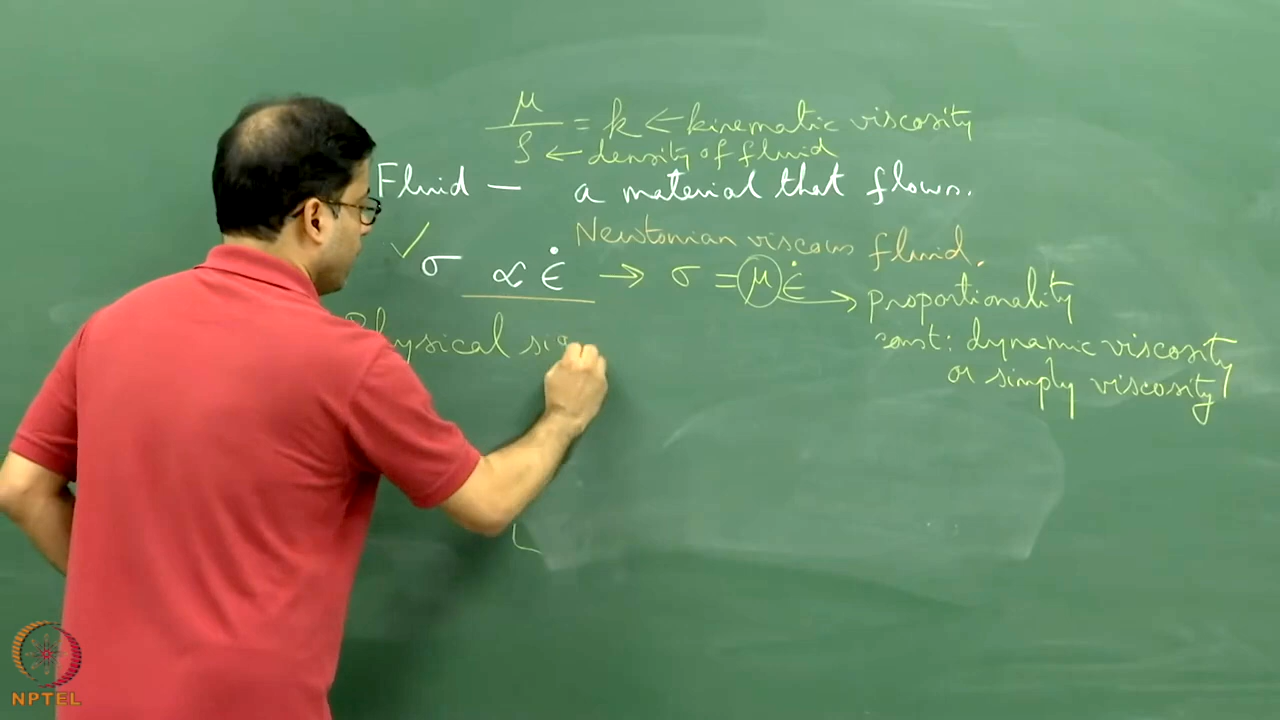 μ/ρ = k ← kinematic viscosity
← density of fluid
Fluid — a material that flows.
Newtonian viscous fluid.
✓ σ ∝ ε̇ → σ = μ ε̇ → proportionality
const: dynamic viscosity
or simply viscosity
Physical sig
NPTEL